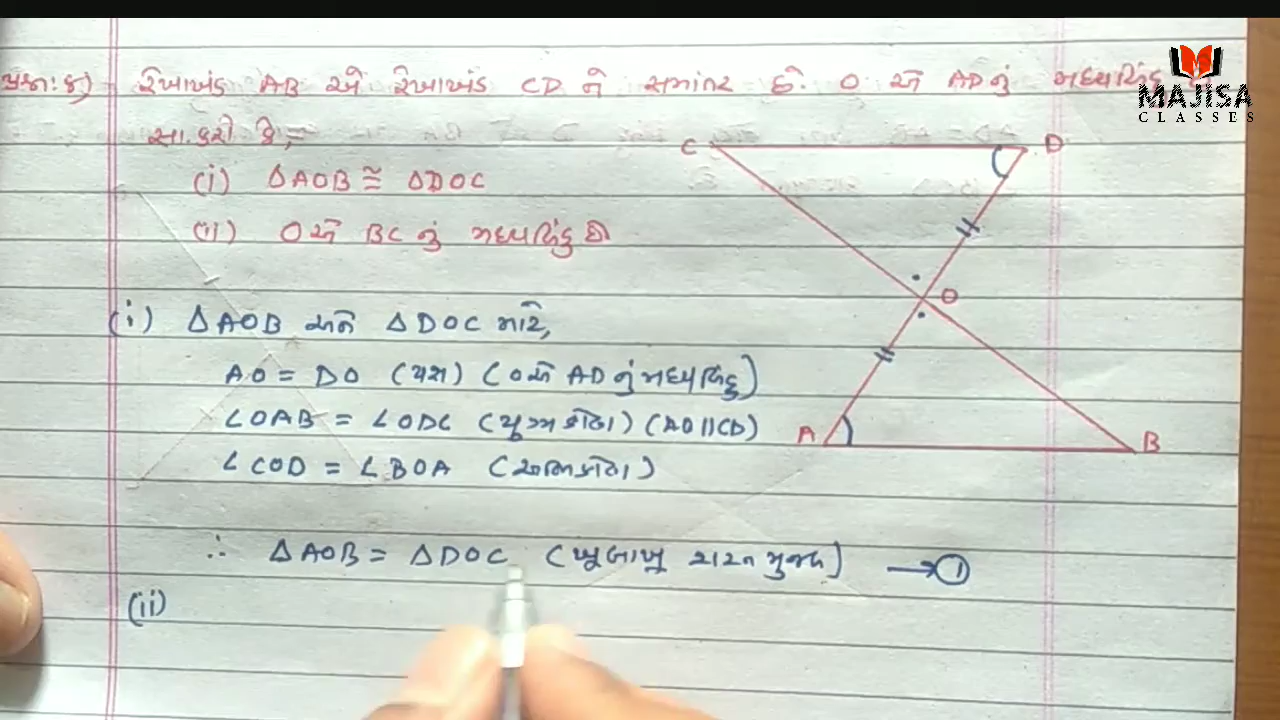 પ્રશ્ન: ૪) રેખાખંડ AB એ રેખાખંડ CD ને સમાંતર છે. O એ AD નું મધ્યબિંદુ
સા.કરો કે,
(i) ΔAOB ≅ ΔDOC
(ii) O એ BC નું મધ્યબિંદુ છે
(i) ΔAOB અને ΔDOC માટે,
AO = DO (પક્ષ) (O એ AD નું મધ્યબિંદુ)
∠OAB = ∠ODC (યુગ્મકોણ) (AO || CD)
∠COD = ∠BOA (અભિકોણ)
∴ ΔAOB = ΔDOC (ખૂબાખૂ શરત મુજબ) → ①
(ii)
C D
O
A B
MAJISA
CLASSES